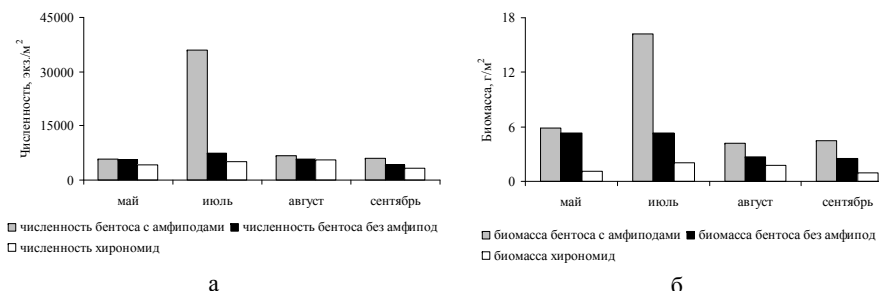 Численность, экз./м²
45000
30000
15000
0
май июль август сентябрь
численность бентоса с амфиподами численность бентоса без амфипод
численность хирономид
а
Биомасса, г/м²
18
12
6
0
май июль август сентябрь
биомасса бентоса с амфиподами биомасса бентоса без амфипод
биомасса хирономид
б